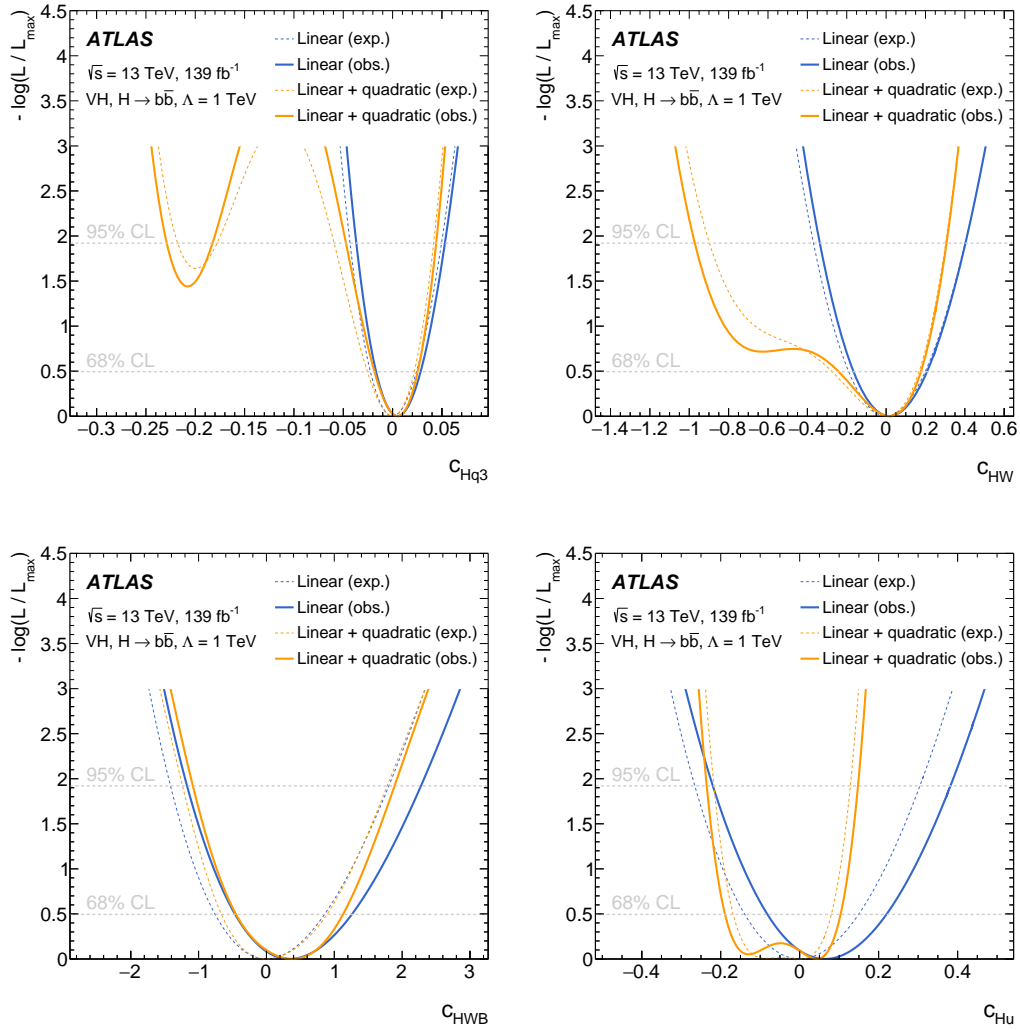 - log(L / L_max)
4.5
4
3.5
3
2.5
2
1.5
1
0.5
0
ATLAS
√s = 13 TeV, 139 fb⁻¹
VH, H → bb̅, Λ = 1 TeV
Linear (exp.)
Linear (obs.)
Linear + quadratic (exp.)
Linear + quadratic (obs.)
95% CL
68% CL
−0.3 −0.25 −0.2 −0.15 −0.1 −0.05 0 0.05
c_Hq3
- log(L / L_max)
4.5
4
3.5
3
2.5
2
1.5
1
0.5
0
ATLAS
√s = 13 TeV, 139 fb⁻¹
VH, H → bb̅, Λ = 1 TeV
Linear (exp.)
Linear (obs.)
Linear + quadratic (exp.)
Linear + quadratic (obs.)
95% CL
68% CL
−1.4 −1.2 −1 −0.8 −0.6 −0.4 −0.2 0 0.2 0.4 0.6
c_HW
- log(L / L_max)
4.5
4
3.5
3
2.5
2
1.5
1
0.5
0
ATLAS
√s = 13 TeV, 139 fb⁻¹
VH, H → bb̅, Λ = 1 TeV
Linear (exp.)
Linear (obs.)
Linear + quadratic (exp.)
Linear + quadratic (obs.)
95% CL
68% CL
−2 −1 0 1 2 3
c_HWB
- log(L / L_max)
4.5
4
3.5
3
2.5
2
1.5
1
0.5
0
ATLAS
√s = 13 TeV, 139 fb⁻¹
VH, H → bb̅, Λ = 1 TeV
Linear (exp.)
Linear (obs.)
Linear + quadratic (exp.)
Linear + quadratic (obs.)
95% CL
68% CL
−0.4 −0.2 0 0.2 0.4
c_Hu